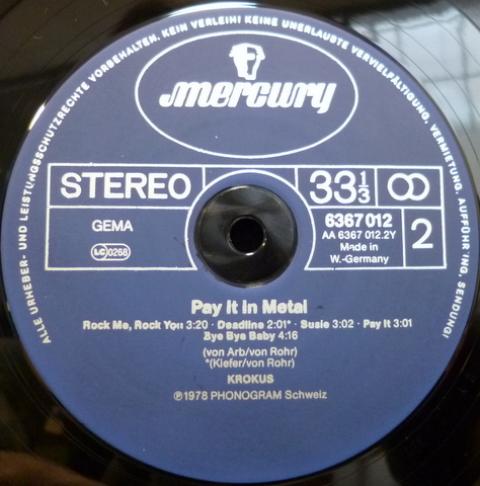 ALLE URHEBER- UND LEISTUNGSSCHUTZRECHTE VORBEHALTEN. KEIN VERLEIH! KEINE UNERLAUBTE VERVIELFÄLTIGUNG, VERMIETUNG, AUFFÜHRUNG, SENDUNG!
mercury
STEREO
33 1/3
GEMA
LC 0268
6367 012
AA 6367 012.2Y
Made in
W.-Germany
2
Pay It In Metal
Rock Me, Rock You 3:20 · Deadline 2:01* · Susie 3:02 · Pay It 3:01
Bye Bye Baby 4:16
(von Arb/von Rohr)
*(Kiefer/von Rohr)
KROKUS
℗1978 PHONOGRAM Schweiz